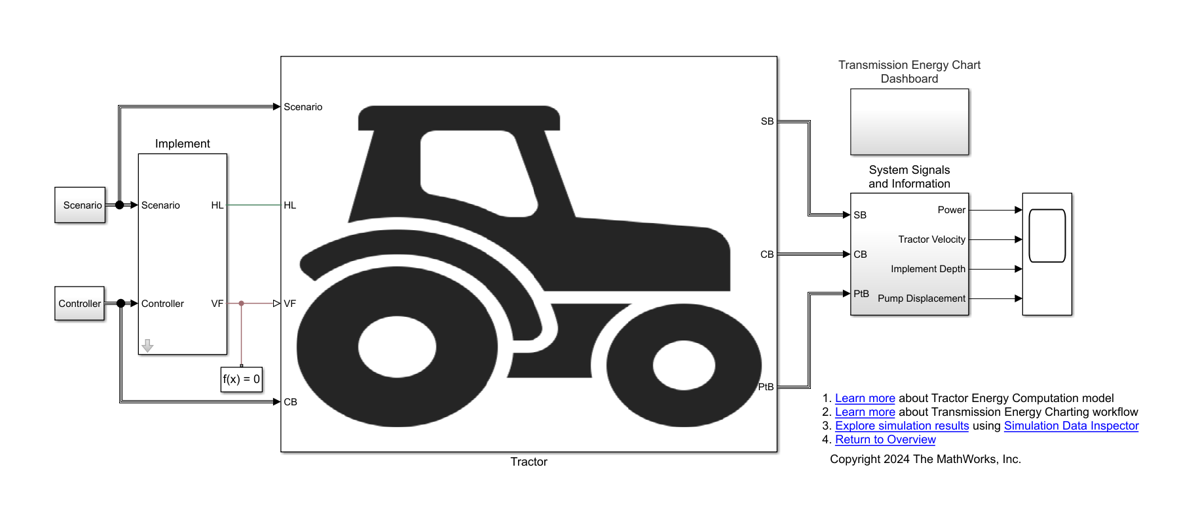 Transmission Energy Chart
Dashboard
Scenario
Implement
System Signals
and Information
SB
Scenario
Scenario
HL
HL
SB
Power
Tractor Velocity
CB
CB
Implement Depth
Controller
Controller
VF
VF
PtB
Pump Displacement
f(x) = 0
PtB
CB
1. Learn more about Tractor Energy Computation model
2. Learn more about Transmission Energy Charting workflow
3. Explore simulation results using Simulation Data Inspector
4. Return to Overview
Copyright 2024 The MathWorks, Inc.
Tractor